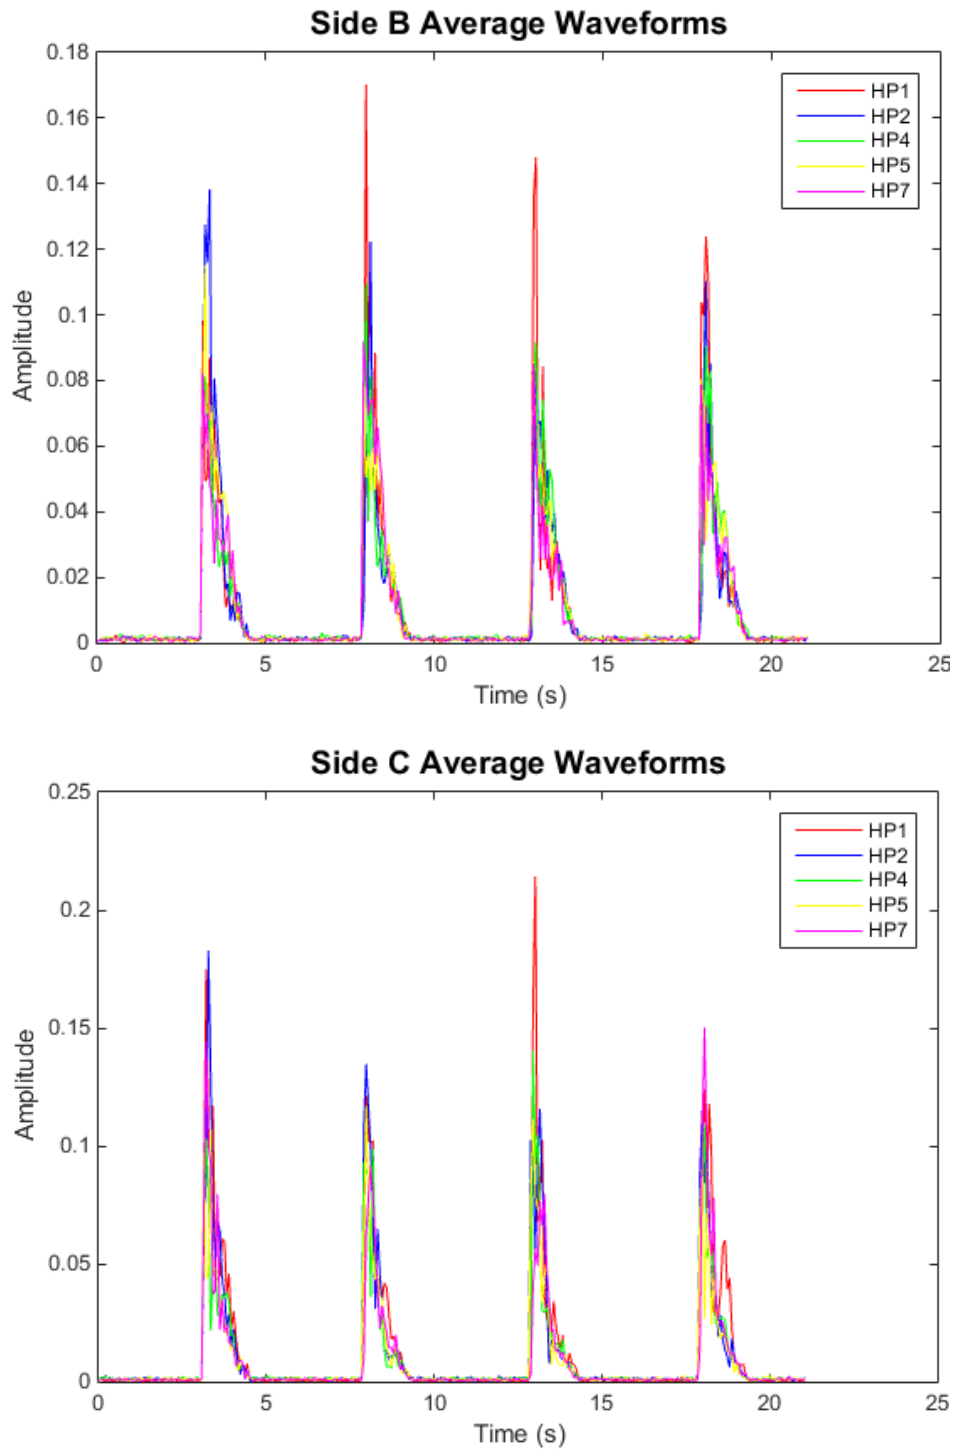 Side B Average Waveforms
0.18
0.16
0.14
0.12
0.1
0.08
0.06
0.04
0.02
0
Amplitude
HP1
HP2
HP4
HP5
HP7
0 5 10 15 20 25
Time (s)
Side C Average Waveforms
0.25
0.2
0.15
0.1
0.05
0
Amplitude
HP1
HP2
HP4
HP5
HP7
0 5 10 15 20 25
Time (s)